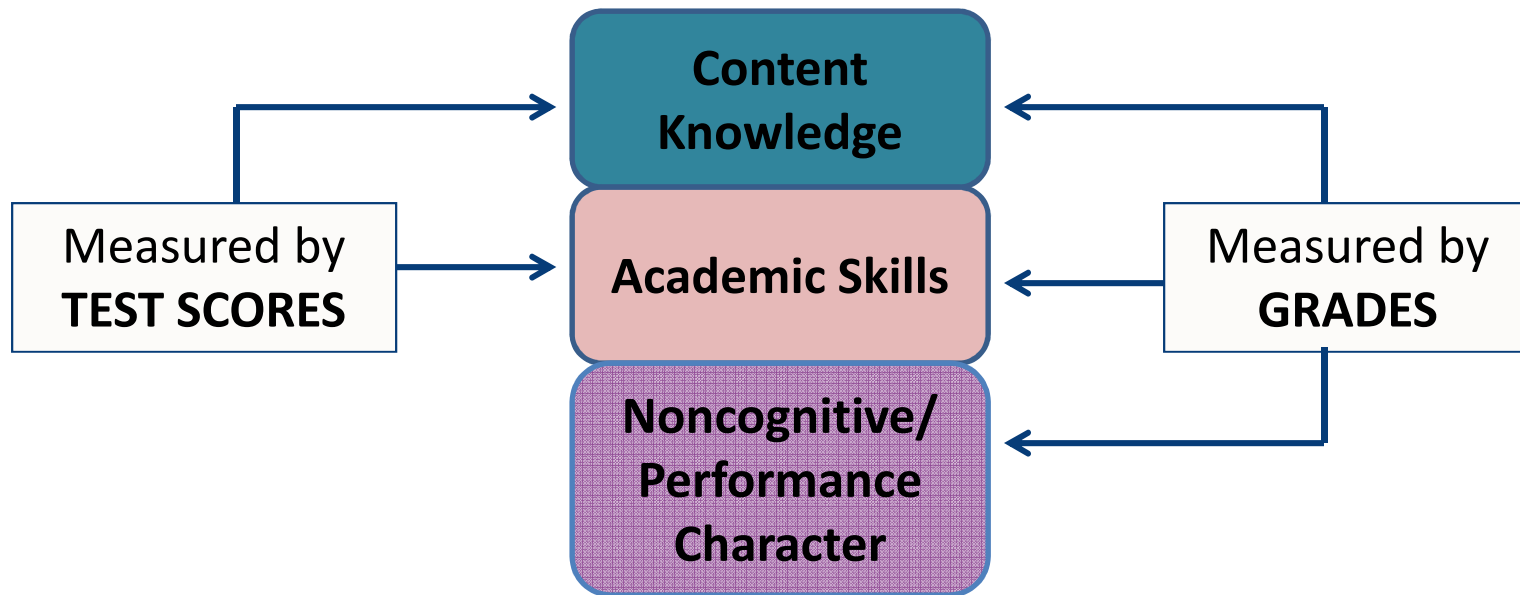 Content
Knowledge
Measured by
TEST SCORES
Academic Skills
Measured by
GRADES
Noncognitive/
Performance
Character